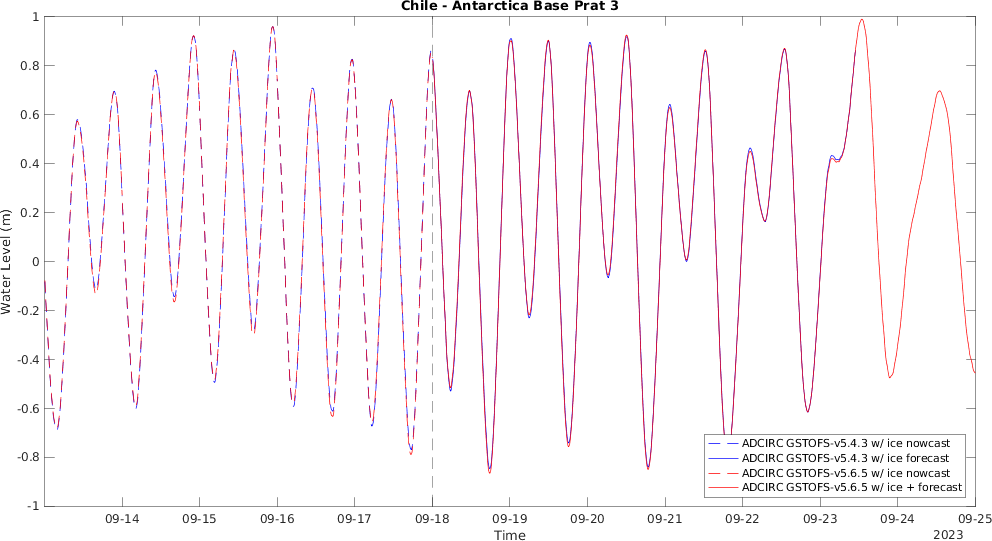 Chile - Antarctica Base Prat 3
Water Level (m)
1
0.8
0.6
0.4
0.2
0
-0.2
-0.4
-0.6
-0.8
-1
ADCIRC GSTOFS-v5.4.3 w/ ice nowcast
ADCIRC GSTOFS-v5.4.3 w/ ice forecast
ADCIRC GSTOFS-v5.6.5 w/ ice nowcast
ADCIRC GSTOFS-v5.6.5 w/ ice + forecast
09-14 09-15 09-16 09-17 09-18 09-19 09-20 09-21 09-22 09-23 09-24 09-25
Time
2023